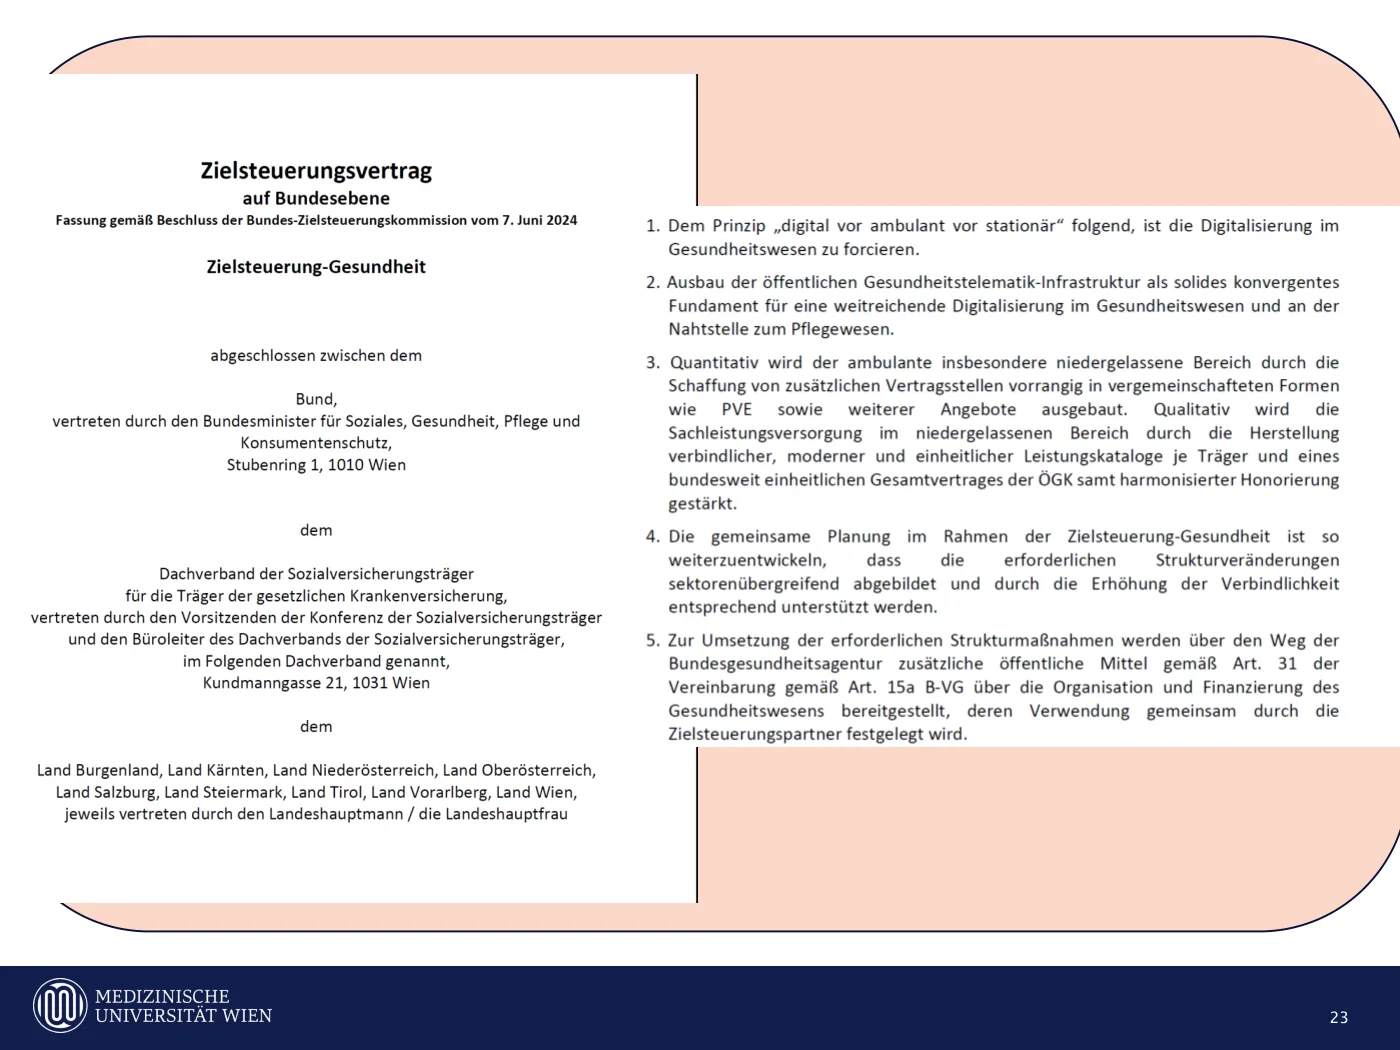 Zielsteuerungsvertrag
auf Bundesebene
Fassung gemäß Beschluss der Bundes-Zielsteuerungskommission vom 7. Juni 2024
Zielsteuerung-Gesundheit
abgeschlossen zwischen dem
Bund,
vertreten durch den Bundesminister für Soziales, Gesundheit, Pflege und
Konsumentenschutz,
Stubenring 1, 1010 Wien
dem
Dachverband der Sozialversicherungsträger
für die Träger der gesetzlichen Krankenversicherung,
vertreten durch den Vorsitzenden der Konferenz der Sozialversicherungsträger
und den Büroleiter des Dachverbands der Sozialversicherungsträger,
im Folgenden Dachverband genannt,
Kundmanngasse 21, 1031 Wien
dem
Land Burgenland, Land Kärnten, Land Niederösterreich, Land Oberösterreich,
Land Salzburg, Land Steiermark, Land Tirol, Land Vorarlberg, Land Wien,
jeweils vertreten durch den Landeshauptmann / die Landeshauptfrau
1. Dem Prinzip „digital vor ambulant vor stationär“ folgend, ist die Digitalisierung im
Gesundheitswesen zu forcieren.
2. Ausbau der öffentlichen Gesundheitstelematik-Infrastruktur als solides konvergentes
Fundament für eine weitreichende Digitalisierung im Gesundheitswesen und an der
Nahtstelle zum Pflegewesen.
3. Quantitativ wird der ambulante insbesondere niedergelassene Bereich durch die
Schaffung von zusätzlichen Vertragsstellen vorrangig in vergemeinschafteten Formen
wie PVE sowie weiterer Angebote ausgebaut. Qualitativ wird die
Sachleistungsversorgung im niedergelassenen Bereich durch die Herstellung
verbindlicher, moderner und einheitlicher Leistungskataloge je Träger und eines
bundesweit einheitlichen Gesamtvertrages der ÖGK samt harmonisierter Honorierung
gestärkt.
4. Die gemeinsame Planung im Rahmen der Zielsteuerung-Gesundheit ist so
weiterzuentwickeln, dass die erforderlichen Strukturveränderungen
sektorenübergreifend abgebildet und durch die Erhöhung der Verbindlichkeit
entsprechend unterstützt werden.
5. Zur Umsetzung der erforderlichen Strukturmaßnahmen werden über den Weg der
Bundesgesundheitsagentur zusätzliche öffentliche Mittel gemäß Art. 31 der
Vereinbarung gemäß Art. 15a B-VG über die Organisation und Finanzierung des
Gesundheitswesens bereitgestellt, deren Verwendung gemeinsam durch die
Zielsteuerungspartner festgelegt wird.
MEDIZINISCHE
UNIVERSITÄT WIEN
23